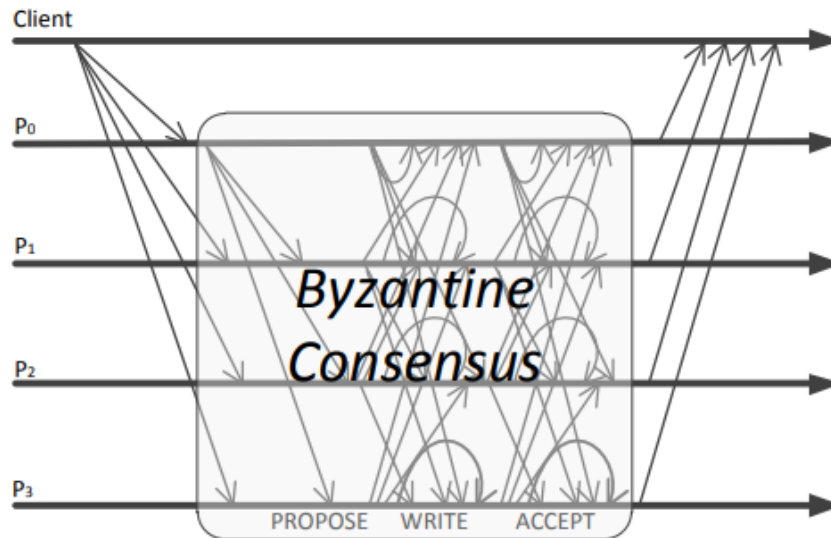 Client
P0
P1
Byzantine
Consensus
P2
P3
PROPOSE WRITE ACCEPT